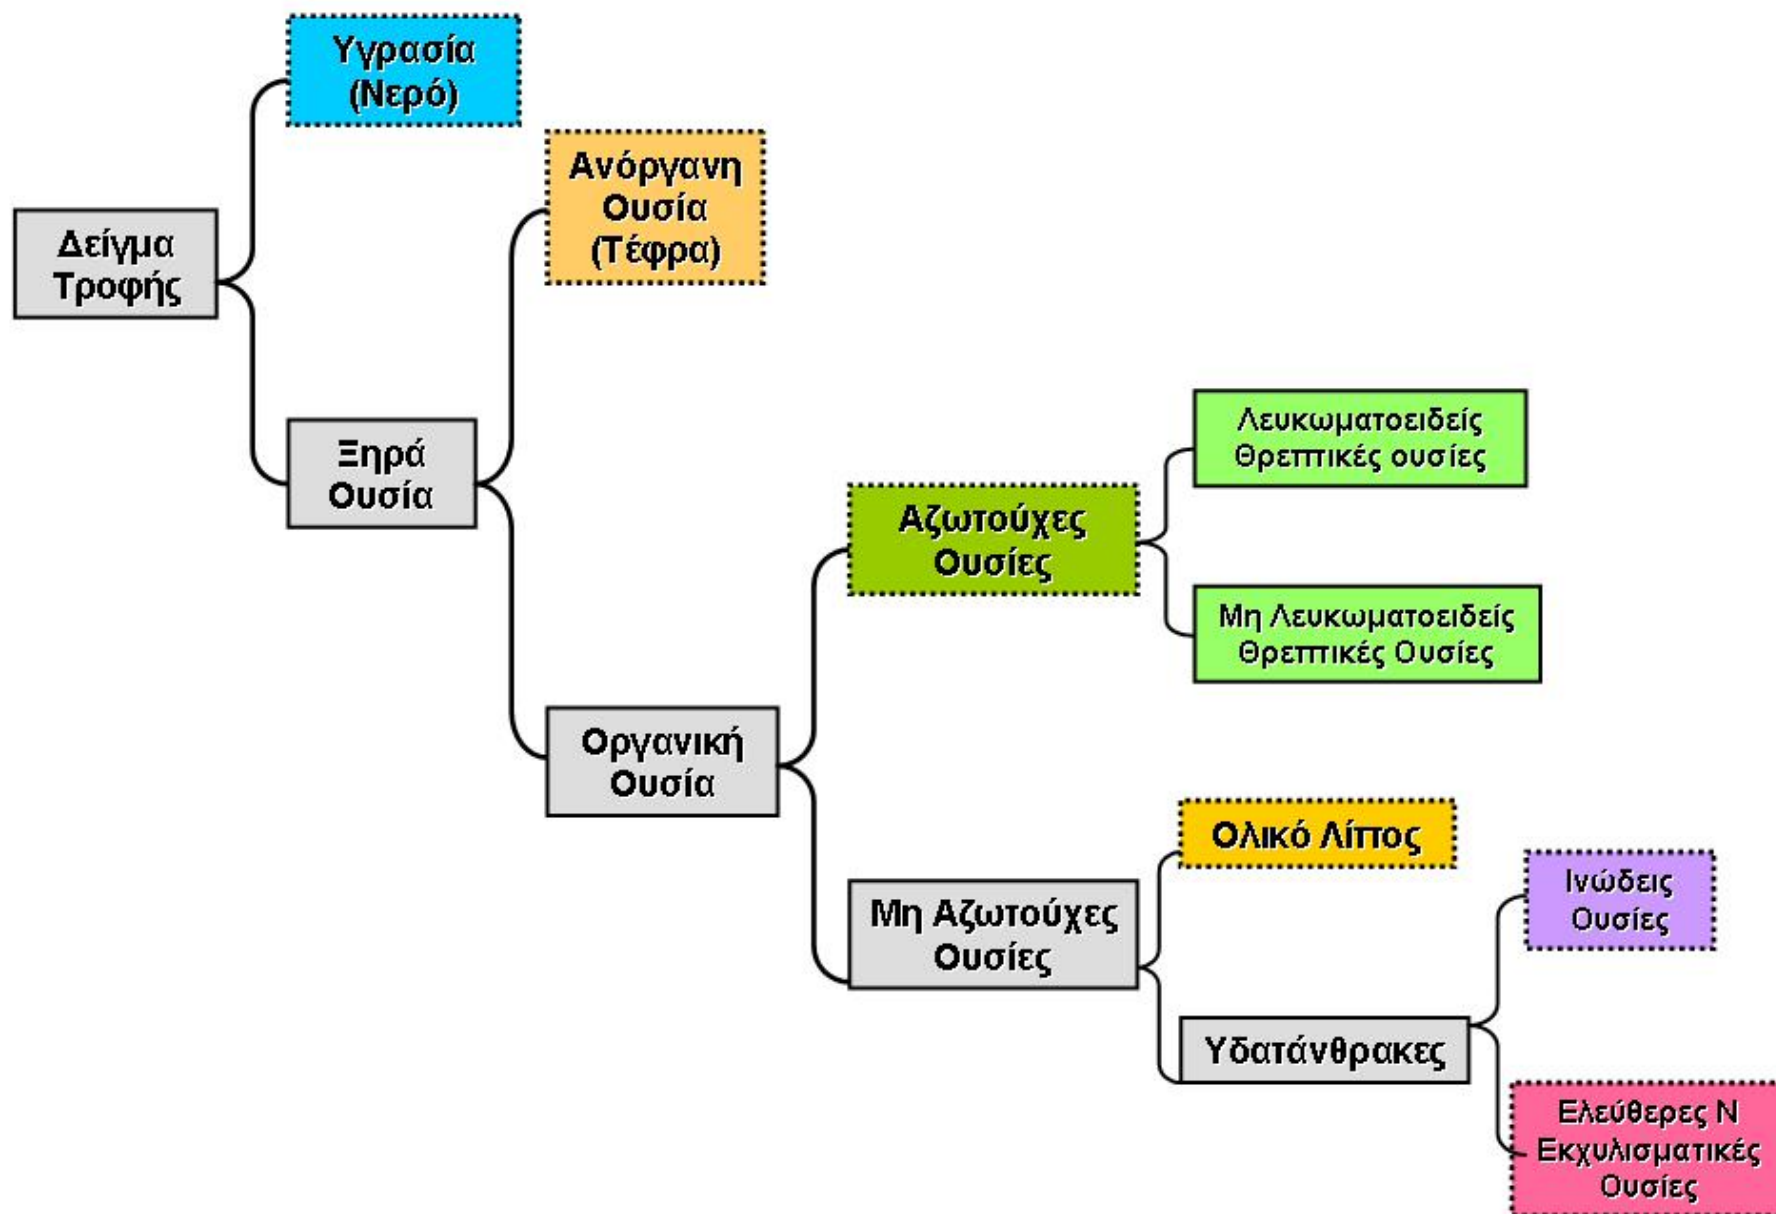 Υγρασία
(Νερό)
Ανόργανη
Ουσία
(Τέφρα)
Δείγμα
Τροφής
Ξηρά
Ουσία
Λευκωματοειδείς
Θρεπτικές ουσίες
Αζωτούχες
Ουσίες
Μη Λευκωματοειδείς
Θρεπτικές Ουσίες
Οργανική
Ουσία
Ολικό Λίπος
Μη Αζωτούχες
Ουσίες
Ινώδεις
Ουσίες
Υδατάνθρακες
Ελεύθερες Ν
Εκχυλισματικές
Ουσίες